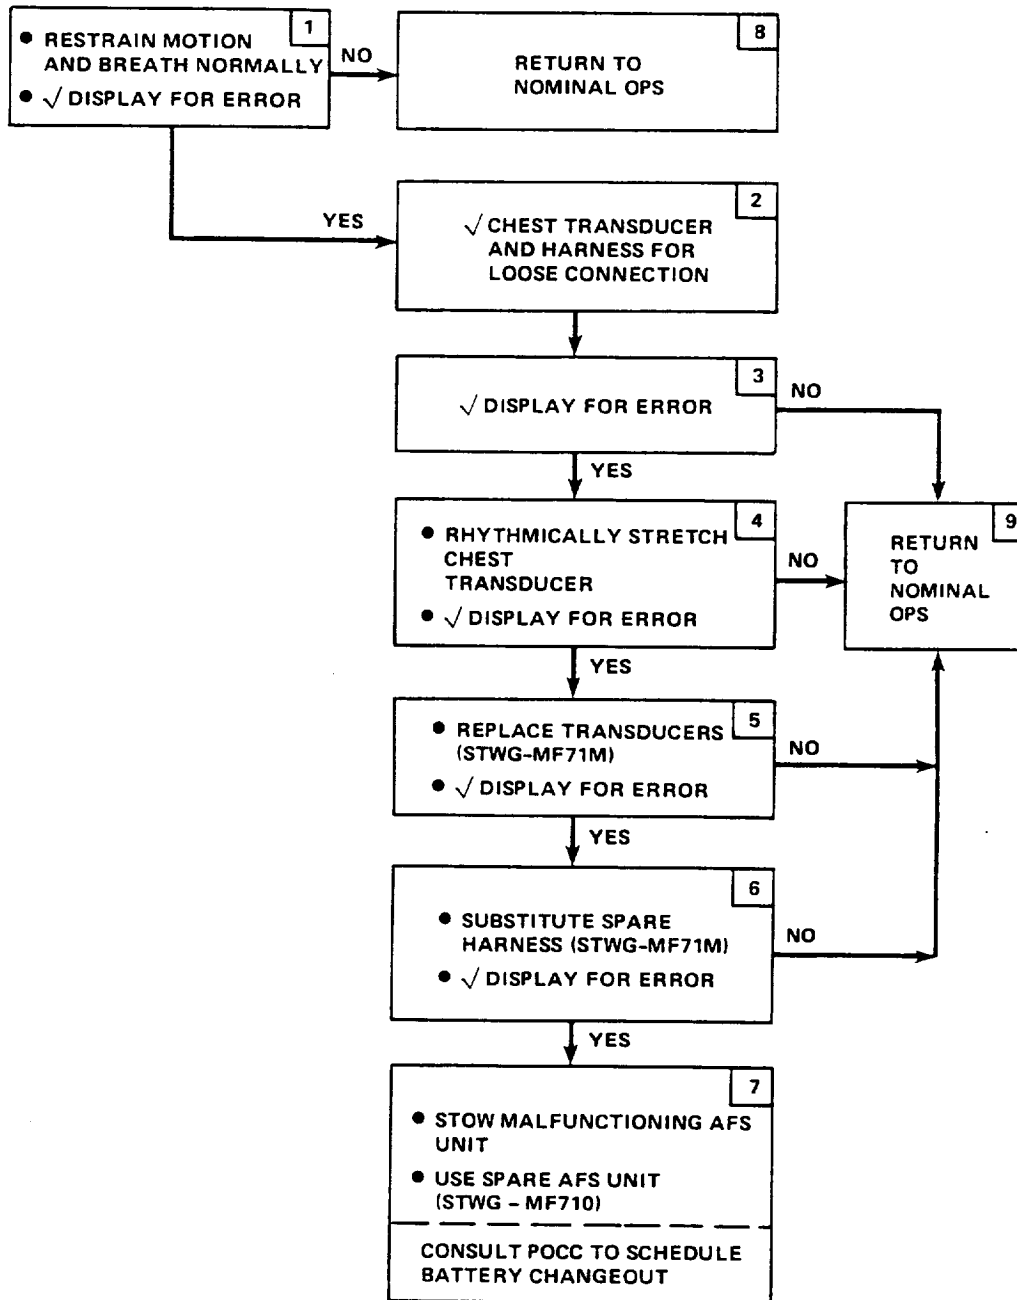 1
● RESTRAIN MOTION
AND BREATH NORMALLY
● √ DISPLAY FOR ERROR
NO
8
RETURN TO
NOMINAL OPS
YES
2
√ CHEST TRANSDUCER
AND HARNESS FOR
LOOSE CONNECTION
3
√ DISPLAY FOR ERROR
NO
YES
4
● RHYTHMICALLY STRETCH
CHEST
TRANSDUCER
● √ DISPLAY FOR ERROR
NO
9
RETURN
TO
NOMINAL
OPS
YES
5
● REPLACE TRANSDUCERS
(STWG-MF71M)
● √ DISPLAY FOR ERROR
NO
YES
6
● SUBSTITUTE SPARE
HARNESS (STWG-MF71M)
● √ DISPLAY FOR ERROR
NO
YES
7
● STOW MALFUNCTIONING AFS
UNIT
● USE SPARE AFS UNIT
(STWG – MF710)
CONSULT POCC TO SCHEDULE
BATTERY CHANGEOUT